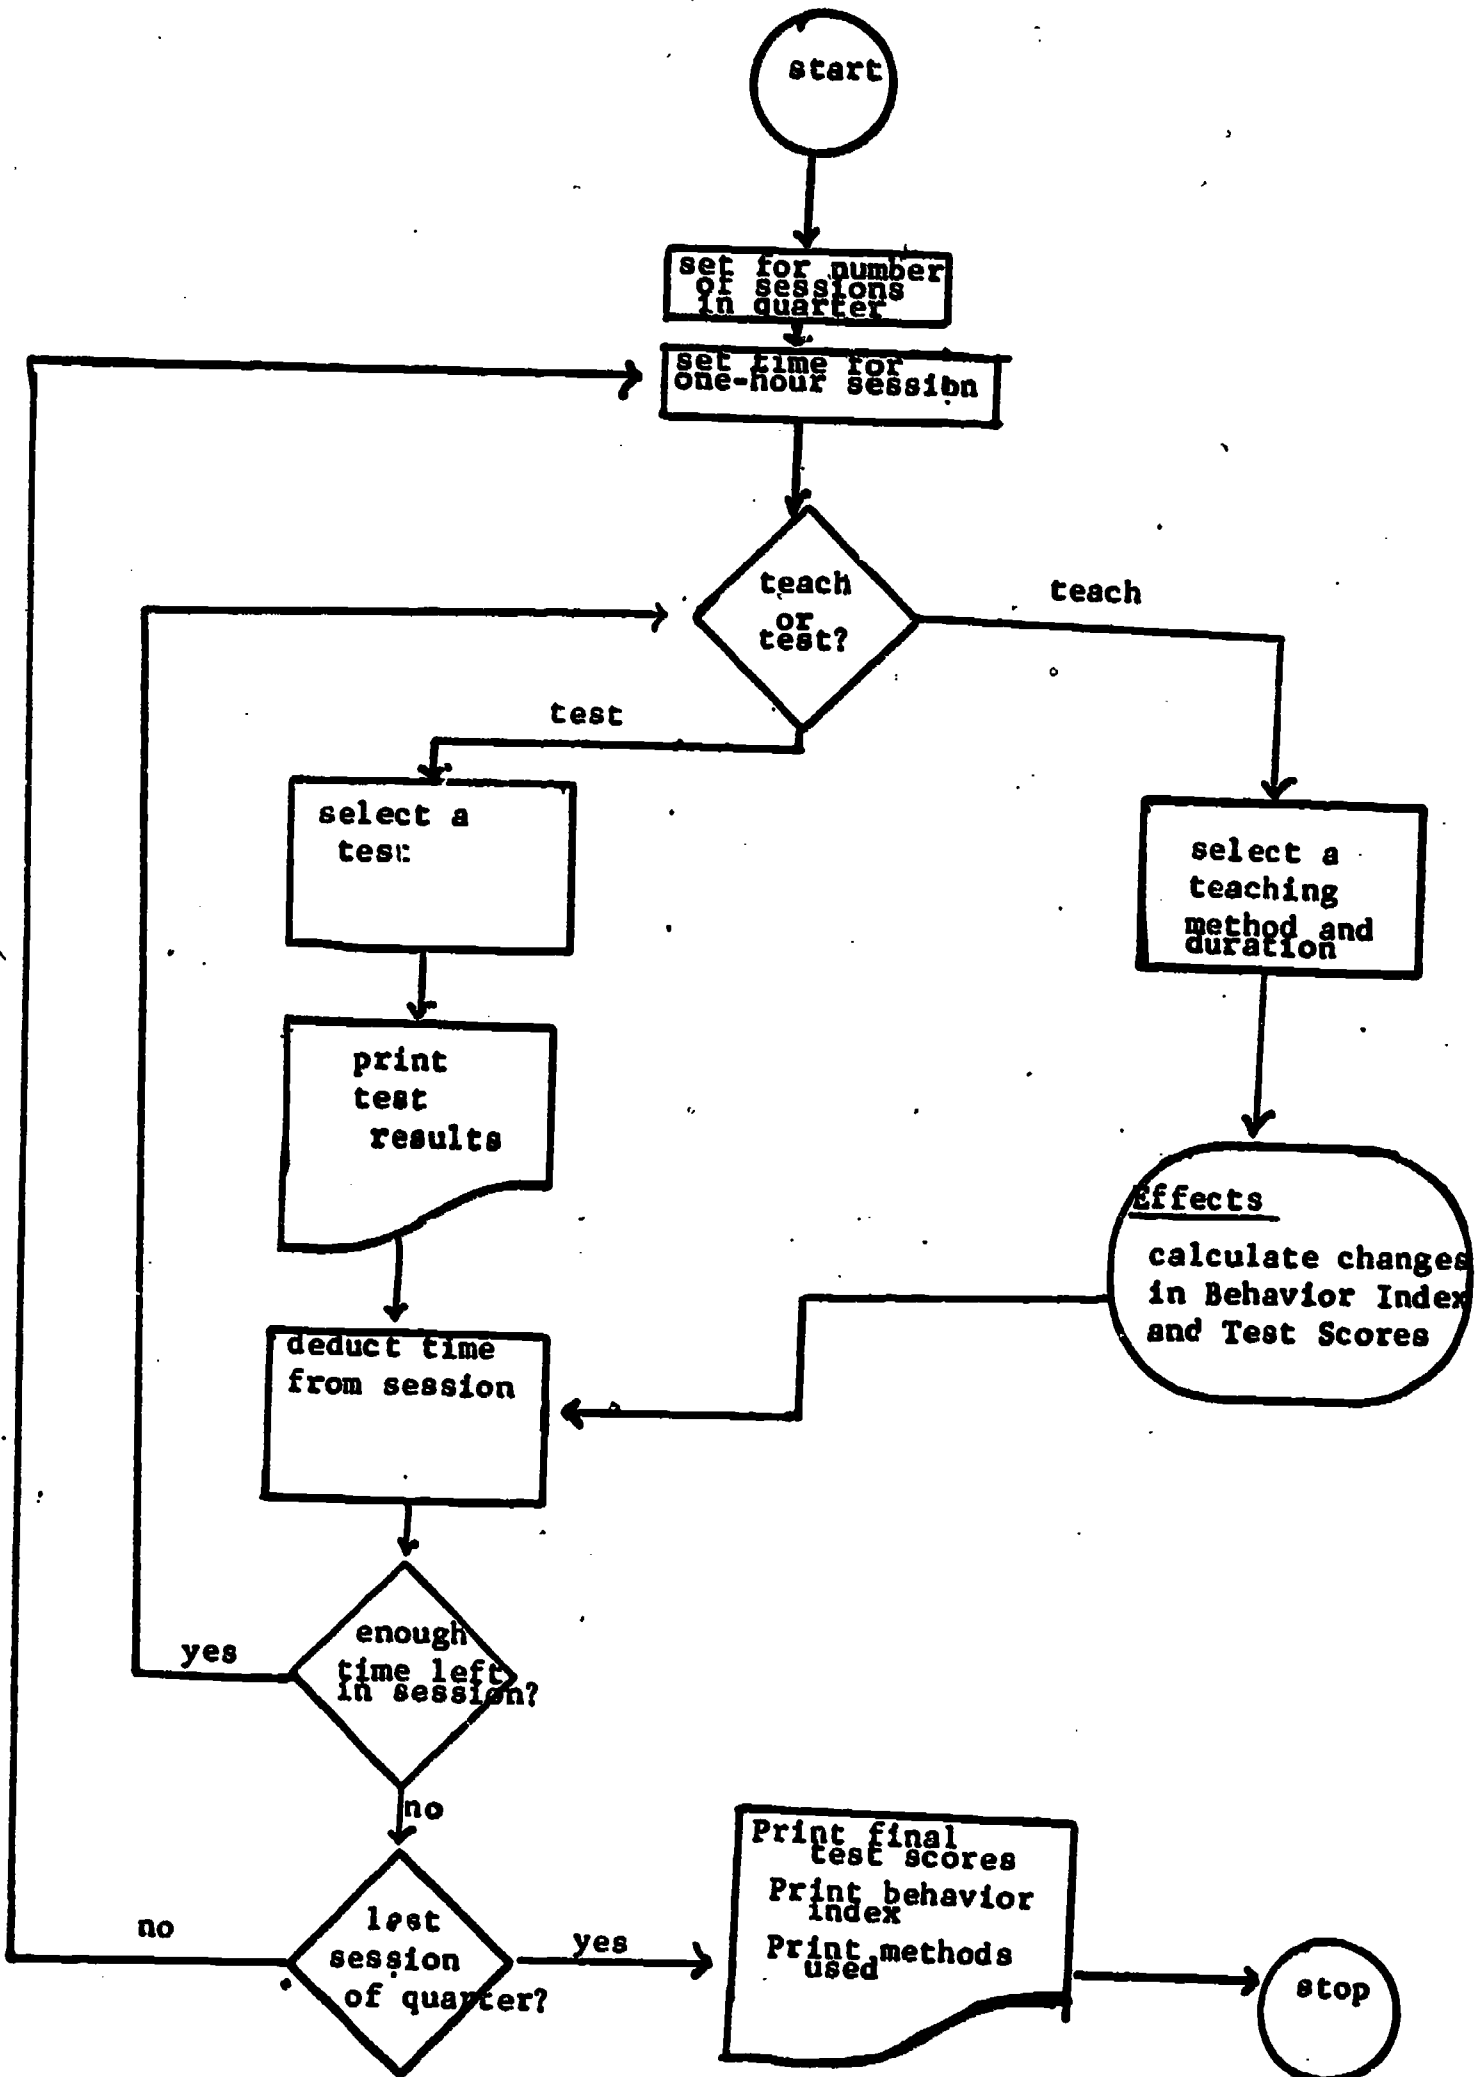 start
set for number
of sessions
in quarter
set time for
one-hour session
teach
or
test?
teach
test
select a
test
select a
teaching
method and
duration
print
test
results
Effects
calculate changes
in Behavior Index
and Test Scores
deduct time
from session
enough
time left
in session?
yes
no
last
session
of quarter?
no
yes
Print final
test scores
Print behavior
index
Print methods
used
stop